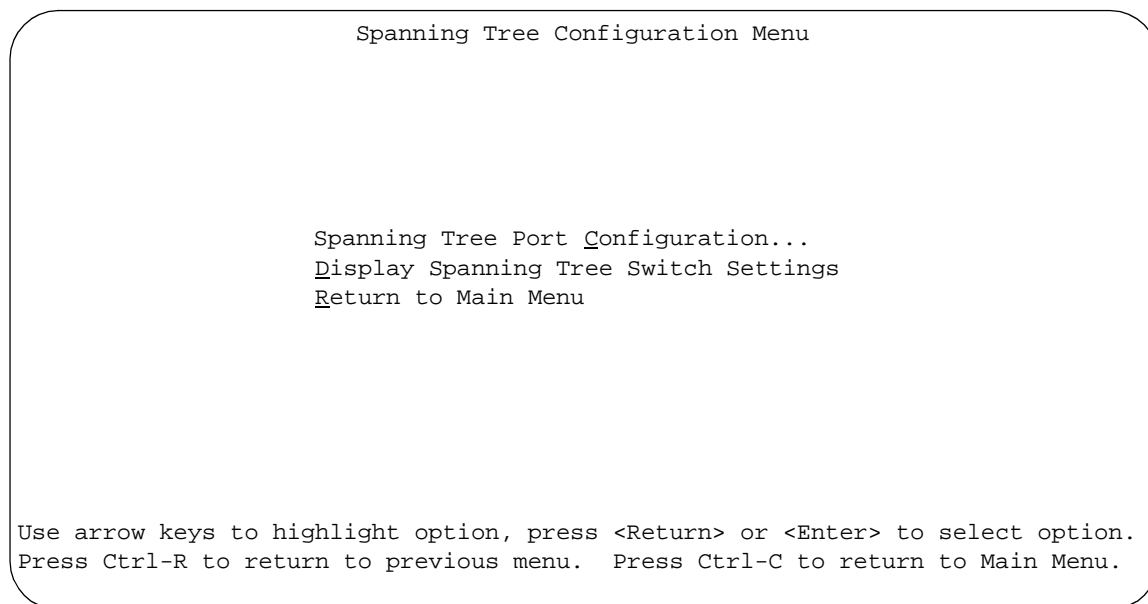 Spanning Tree Configuration Menu
Spanning Tree Port Configuration...
Display Spanning Tree Switch Settings
Return to Main Menu
Use arrow keys to highlight option, press <Return> or <Enter> to select option.
Press Ctrl-R to return to previous menu.  Press Ctrl-C to return to Main Menu.